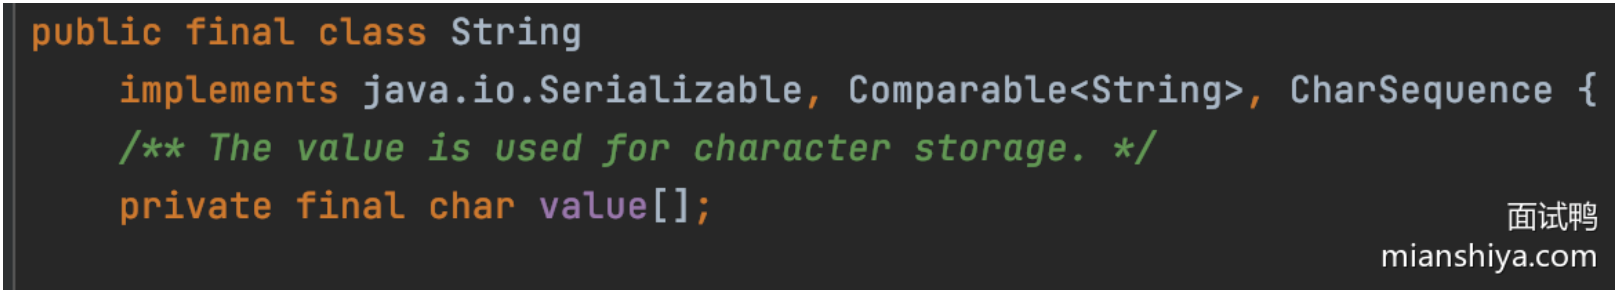 public final class String
implements java.io.Serializable, Comparable<String>, CharSequence {
/** The value is used for character storage. */
private final char value[];
面试鸭
mianshiya.com